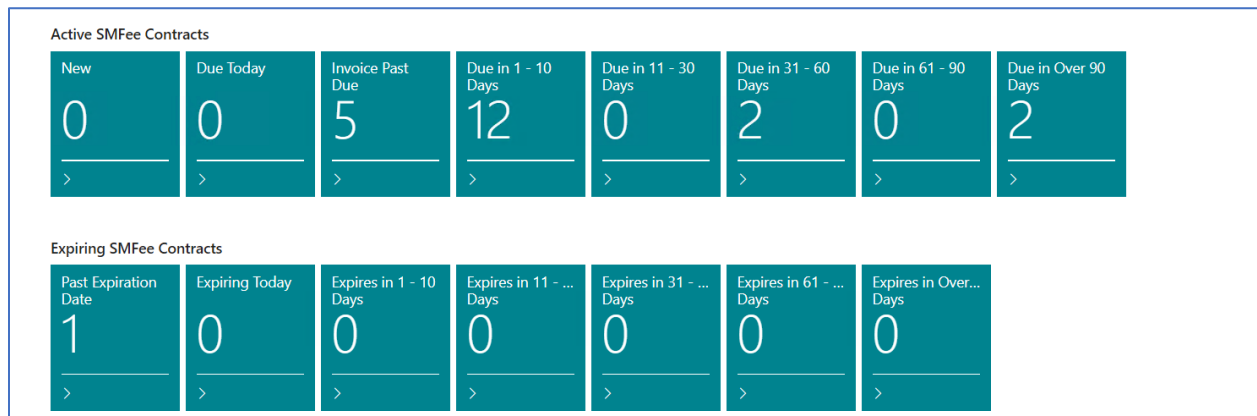 Active SMFee Contracts
New
0
Due Today
0
Invoice Past
Due
5
Due in 1 - 10
Days
12
Due in 11 - 30
Days
0
Due in 31 - 60
Days
2
Due in 61 - 90
Days
0
Due in Over 90
Days
2
Expiring SMFee Contracts
Past Expiration
Date
1
Expiring Today
0
Expires in 1 - 10
Days
0
Expires in 11 - ...
Days
0
Expires in 31 - ...
Days
0
Expires in 61 - ...
Days
0
Expires in Over...
Days
0